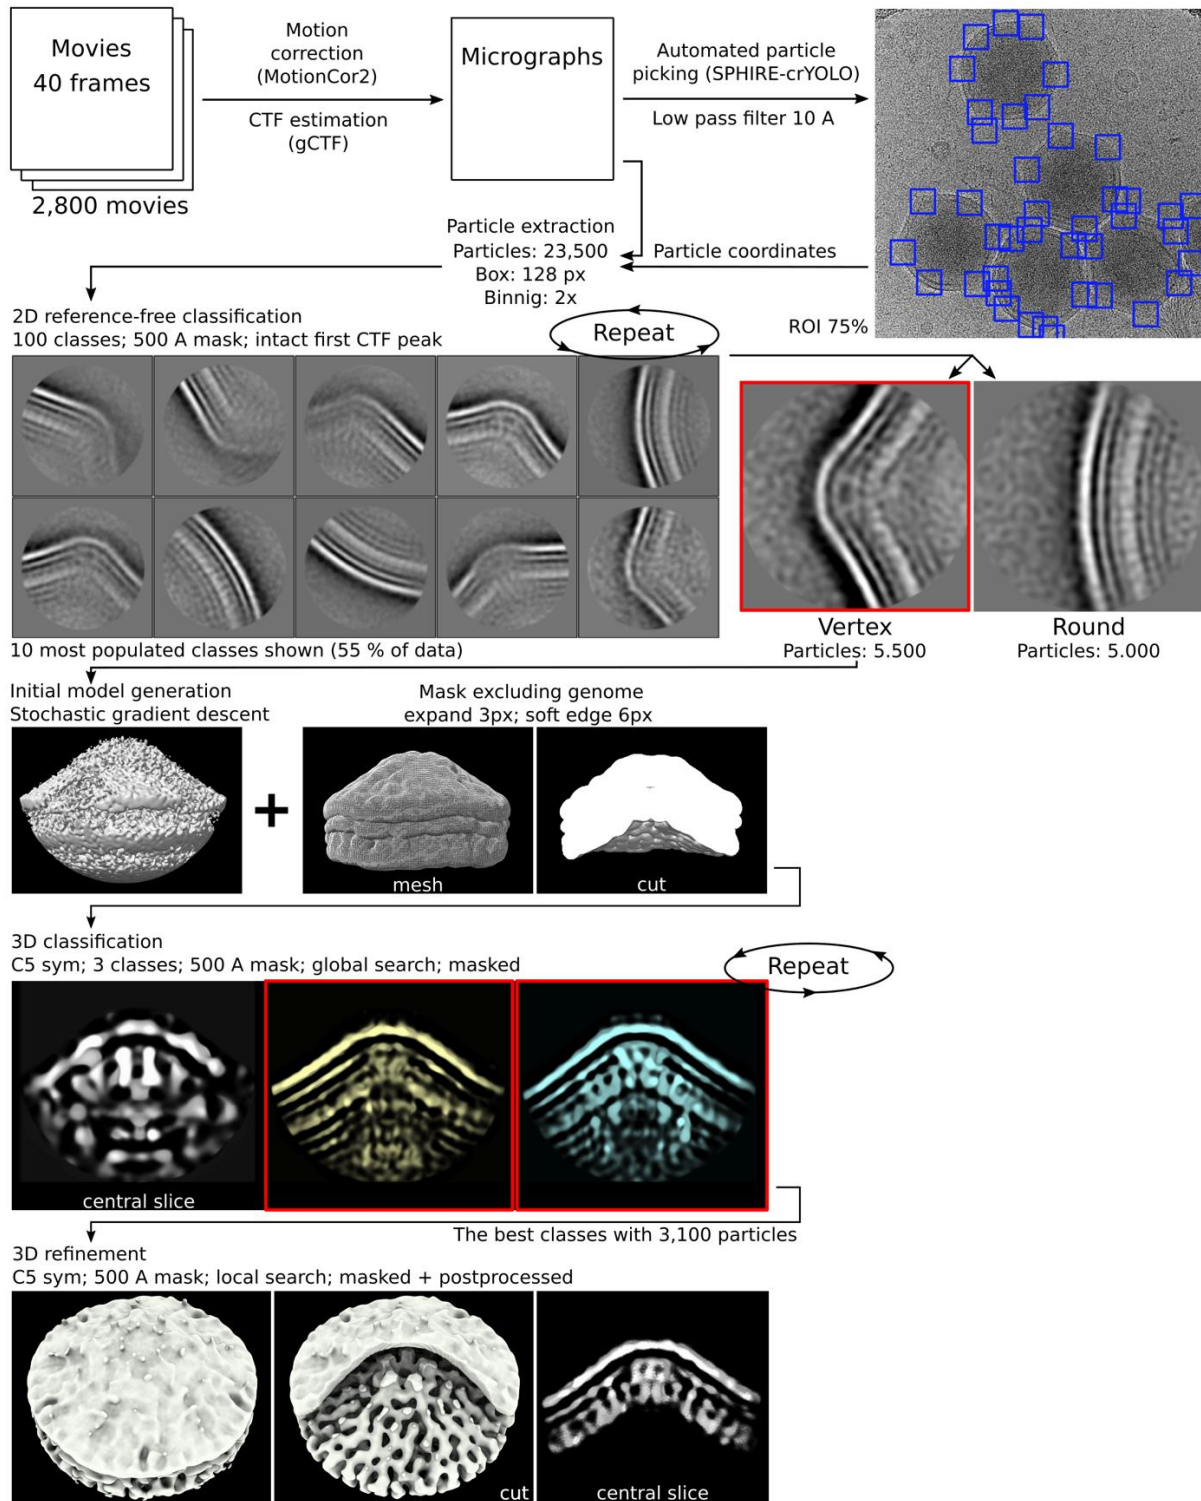 Movies
40 frames
2,800 movies
Motion
correction
(MotionCor2)
CTF estimation
(gCTF)
Micrographs
Automated particle
picking (SPHIRE-crYOLO)
Low pass filter 10 A
Particle extraction
Particles: 23,500
Box: 128 px
Binnig: 2x
Particle coordinates
ROI 75%
2D reference-free classification
100 classes; 500 A mask; intact first CTF peak
Repeat
10 most populated classes shown (55 % of data)
Vertex
Particles: 5.500
Round
Particles: 5.000
Initial model generation
Stochastic gradient descent
Mask excluding genome
expand 3px; soft edge 6px
mesh
cut
3D classification
C5 sym; 3 classes; 500 A mask; global search; masked
Repeat
central slice
The best classes with 3,100 particles
3D refinement
C5 sym; 500 A mask; local search; masked + postprocessed
cut
central slice